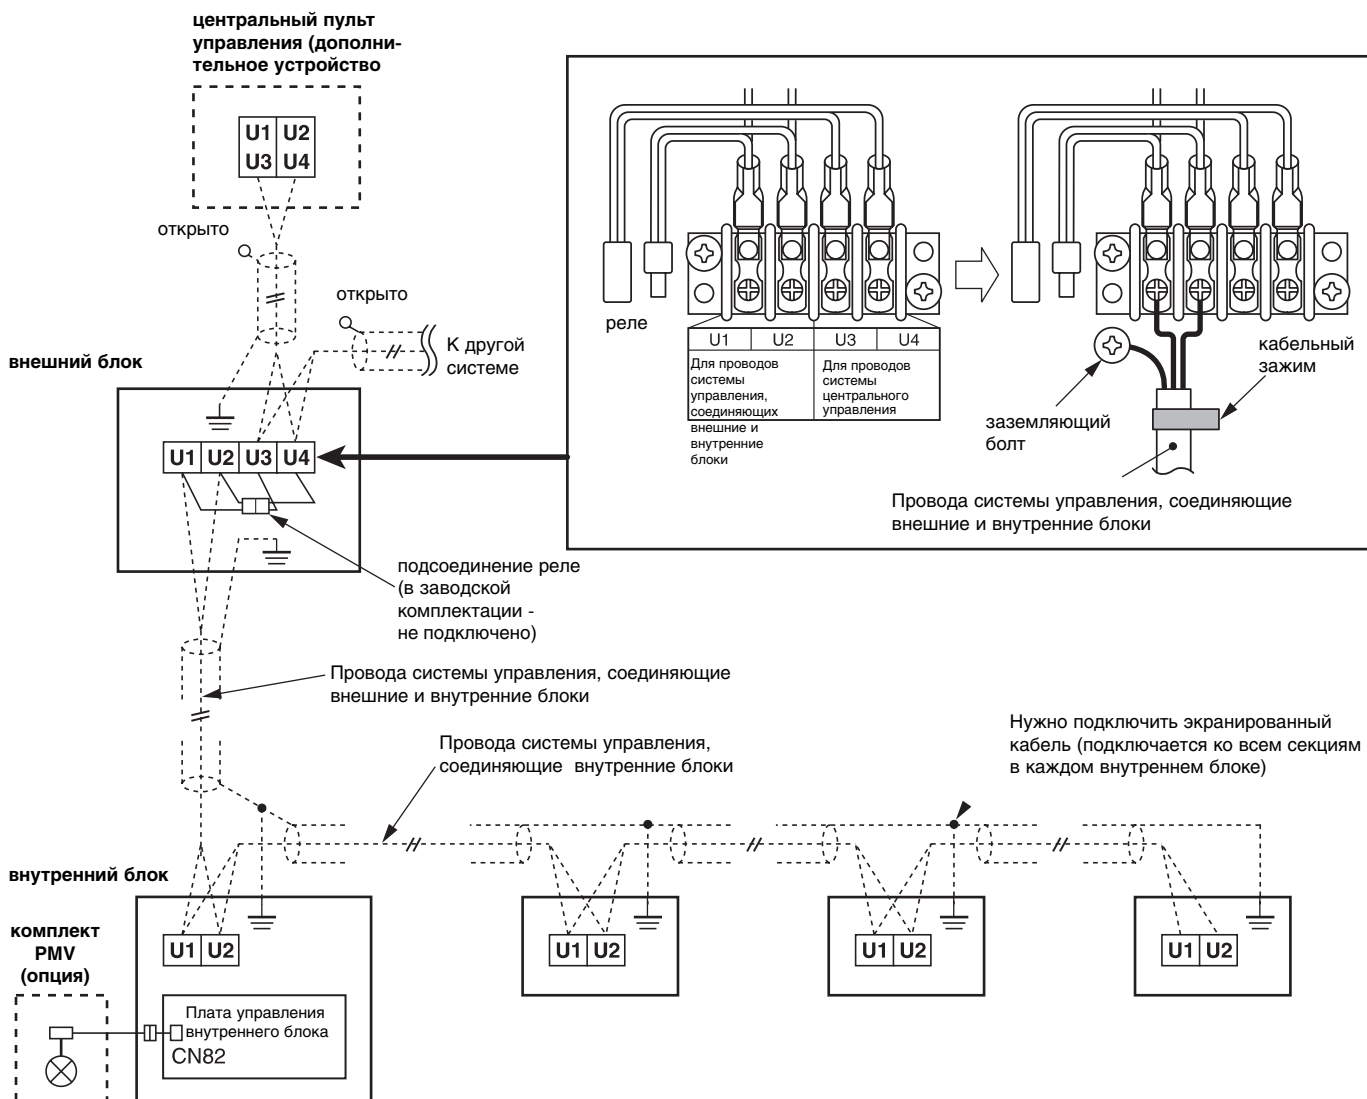 центральный пульт
управления (дополни-
тельное устройство
U1 U2
U3 U4
открыто
открыто
К другой
системе
внешний блок
U1 U2 U3 U4
подсоединение реле
(в заводской
комплектации -
не подключено)
реле
U1 U2 U3 U4
Для проводов
системы
управления,
соединяющих
внешние и
внутренние
блоки
Для проводов
системы
центрального
управления
заземляющий
болт
кабельный
зажим
Провода системы управления, соединяющие
внешние и внутренние блоки
Провода системы управления, соединяющие
внешние и внутренние блоки
Провода системы управления,
соединяющие внутренние блоки
Нужно подключить экранированный
кабель (подключается ко всем секциям
в каждом внутреннем блоке)
внутренний блок
U1 U2
U1 U2
U1 U2
U1 U2
комплект
PMV
(опция)
Плата управления
внутреннего блока
CN82